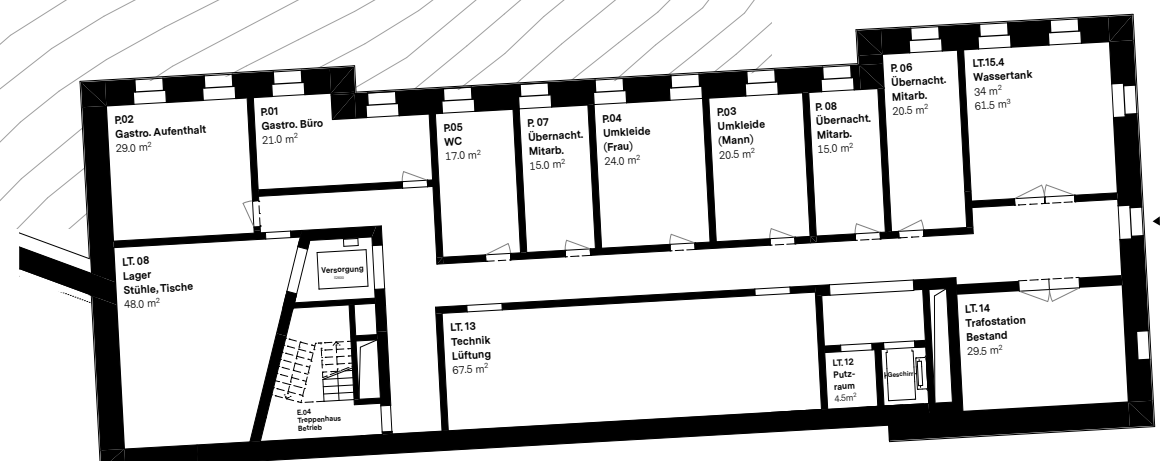 P.02
Gastro. Aufenthalt
29.0 m²
P.01
Gastro. Büro
21.0 m²
P.05
WC
17.0 m²
P. 07
Übernacht.
Mitarb.
15.0 m²
P.04
Umkleide
(Frau)
24.0 m²
P.03
Umkleide
(Mann)
20.5 m²
P. 08
Übernacht.
Mitarb.
15.0 m²
P. 06
Übernacht.
Mitarb.
20.5 m²
LT.15.4
Wassertank
34 m²
61.5 m³
LT. 08
Lager
Stühle, Tische
48.0 m²
Versorgung
E.04
Treppenhaus
Betrieb
LT. 13
Technik
Lüftung
67.5 m²
LT. 12
Putz-
raum
4.5m²
Geschirr
LT. 14
Trafostation
Bestand
29.5 m²